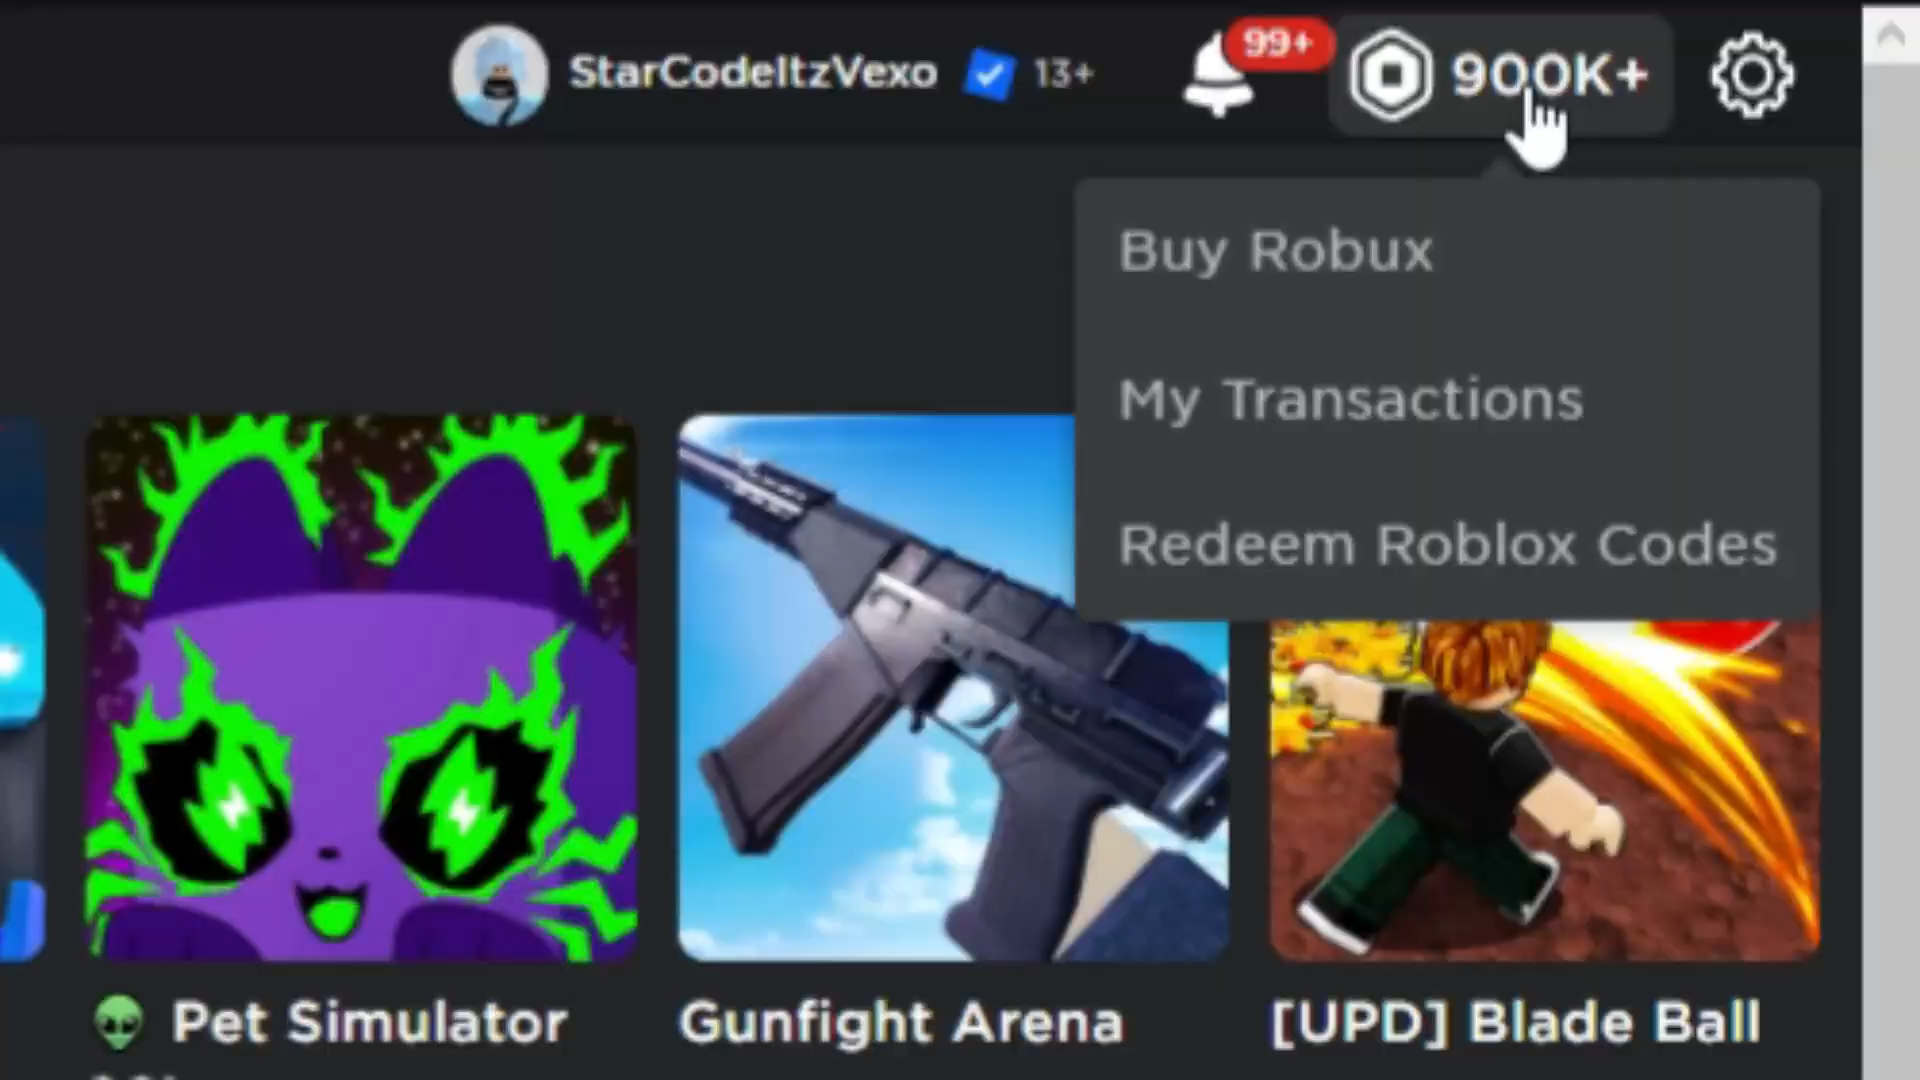 StarCodeItzVexo 13+ 99+ 900K+
Buy Robux
My Transactions
Redeem Roblox Codes
👽 Pet Simulator
Gunfight Arena
[UPD] Blade Ball